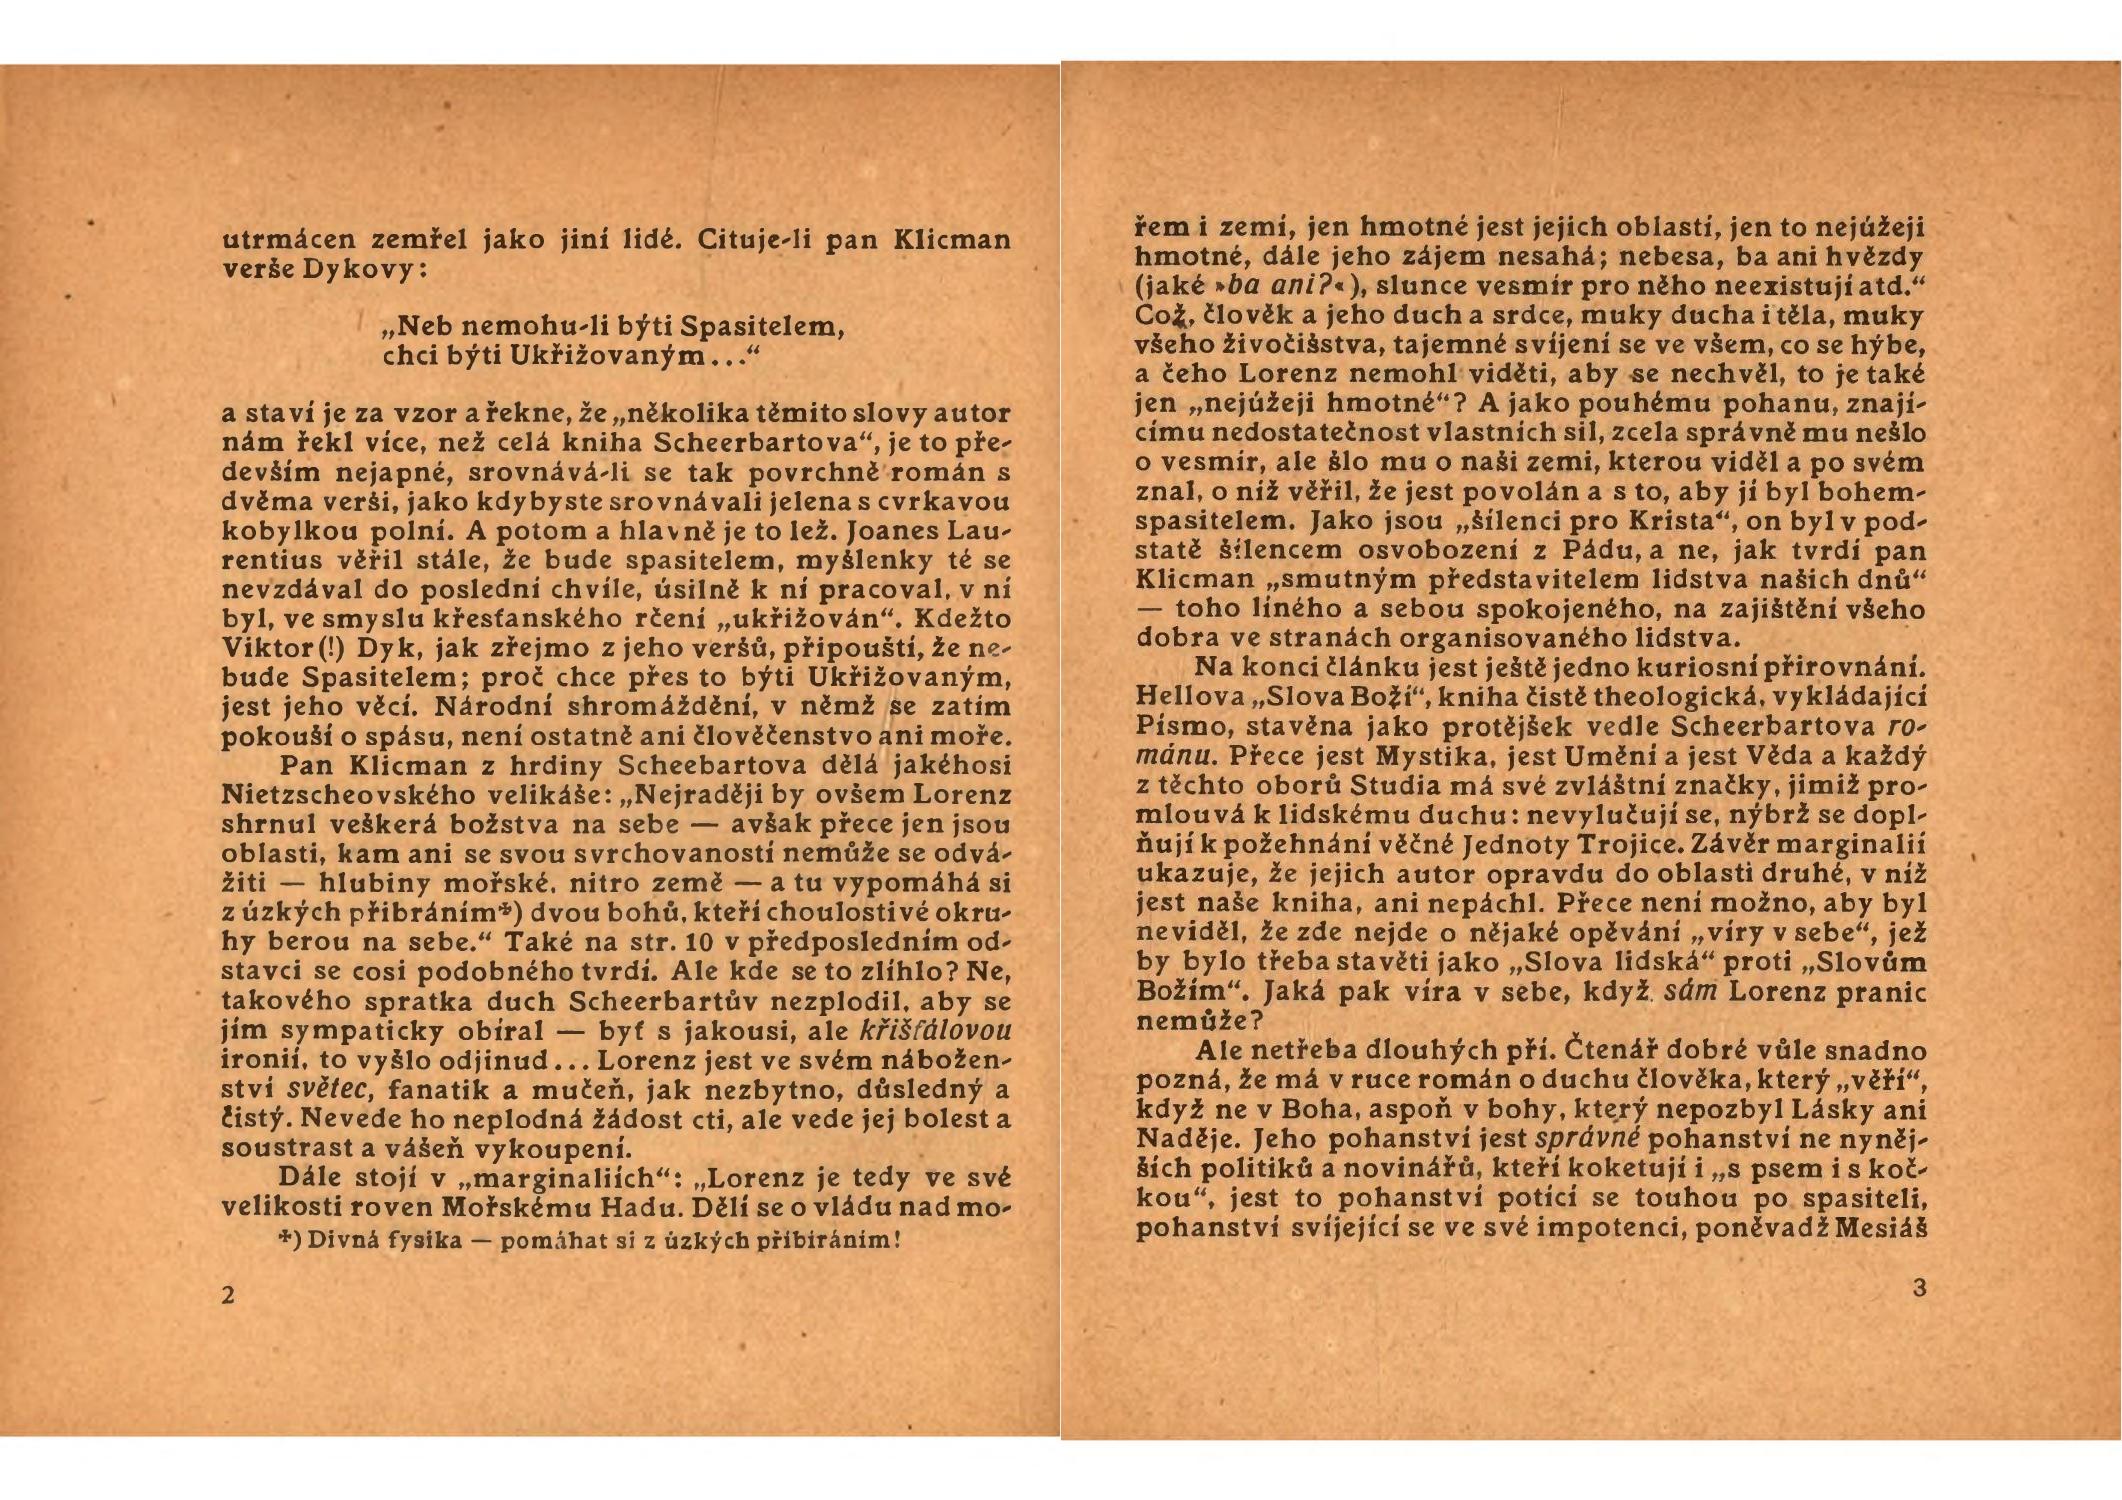 utrmácen zemřel jako jiní lidé. Cituje-li pan Klicman
verše Dykovy:
„Neb nemohu-li býti Spasitelem,
chci býti Ukřižovaným...“
a staví je za vzor a řekne, že „několika těmito slovy autor
nám řekl více, než celá kniha Scheerbartova“, je to pře-
devším nejapné, srovnává-li se tak povrchně román s
dvěma verši, jako kdybyste srovnávali jelena s cvrkavou
kobylkou polní. A potom a hlavně je to lež. Joanes Lau-
rentius věřil stále, že bude spasitelem, myšlenky té se
nevzdával do poslední chvíle, úsilně k ní pracoval, v ní
byl, ve smyslu křesťanského rčení „ukřižován“. Kdežto
Viktor(!) Dyk, jak zřejmo z jeho veršů, připouští, že ne-
bude Spasitelem; proč chce přes to býti Ukřižovaným,
jest jeho věcí. Národní shromáždění, v němž se zatím
pokouší o spásu, není ostatně ani člověčenstvo ani moře.
Pan Klicman z hrdiny Scheebartova dělá jakéhosi
Nietzscheovského velikáše: „Nejraději by ovšem Lorenz
shrnul veškerá božstva na sebe — avšak přece jen jsou
oblasti, kam ani se svou svrchovaností nemůže se odvá-
žiti — hlubiny mořské, nitro země — a tu vypomáhá si
z úzkých přibráním*) dvou bohů, kteří choulostivé okru-
hy berou na sebe.“ Také na str. 10 v předposledním od-
stavci se cosi podobného tvrdí. Ale kde se to zlíhlo? Ne,
takového spratka duch Scheerbartův nezplodil, aby se
jím sympaticky obíral — byť s jakousi, ale křišťálovou
ironií, to vyšlo odjinud... Lorenz jest ve svém nábožen-
ství světec, fanatik a mučeň, jak nezbytno, důsledný a
čistý. Nevede ho neplodná žádost cti, ale vede jej bolest a
soustrast a vášeň vykoupení.
Dále stojí v „marginaliích“: „Lorenz je tedy ve své
velikosti roven Mořskému Hadu. Dělí se o vládu nad mo-
*) Divná fysika — pomáhat si z úzkých přibíráním!
2
řem i zemí, jen hmotné jest jejich oblastí, jen to nejúžeji
hmotné, dále jeho zájem nesahá; nebesa, ba ani hvězdy
(jaké »ba ani?«), slunce vesmír pro něho neexistují atd.“
Což, člověk a jeho duch a srdce, muky ducha i těla, muky
všeho živočišstva, tajemné svíjení se ve všem, co se hýbe,
a čeho Lorenz nemohl viděti, aby se nechvěl, to je také
jen „nejúžeji hmotné“? A jako pouhému pohanu, znají-
címu nedostatečnost vlastních sil, zcela správně mu nešlo
o vesmír, ale šlo mu o naši zemi, kterou viděl a po svém
znal, o níž věřil, že jest povolán a s to, aby jí byl bohem-
spasitelem. Jako jsou „šílenci pro Krista“, on byl v pod-
statě šílencem osvobození z Pádu, a ne, jak tvrdí pan
Klicman „smutným představitelem lidstva našich dnů“
— toho líného a sebou spokojeného, na zajištění všeho
dobra ve stranách organisovaného lidstva.
Na konci článku jest ještě jedno kuriosní přirovnání.
Hellova „Slova Boží“, kniha čistě theologická, vykládající
Písmo, stavěna jako protějšek vedle Scheerbartova ro-
mánu. Přece jest Mystika, jest Umění a jest Věda a každý
z těchto oborů Studia má své zvláštní značky, jimiž pro-
mlouvá k lidskému duchu: nevylučují se, nýbrž se dopl-
ňují k požehnání věčné Jednoty Trojice. Závěr marginalií
ukazuje, že jejich autor opravdu do oblasti druhé, v níž
jest naše kniha, ani nepáchl. Přece není možno, aby byl
neviděl, že zde nejde o nějaké opěvání „víry v sebe“, jež
by bylo třeba stavěti jako „Slova lidská“ proti „Slovům
Božím“. Jaká pak víra v sebe, když sám Lorenz pranic
nemůže?
Ale netřeba dlouhých pří. Čtenář dobré vůle snadno
pozná, že má v ruce román o duchu člověka, který „věří“,
když ne v Boha, aspoň v bohy, který nepozbyl Lásky ani
Naděje. Jeho pohanství jest správné pohanství ne nyněj-
ších politiků a novinářů, kteří koketují i „s psem i s koč-
kou“, jest to pohanství potící se touhou po spasiteli,
pohanství svíjející se ve své impotenci, poněvadž Mesiáš
3